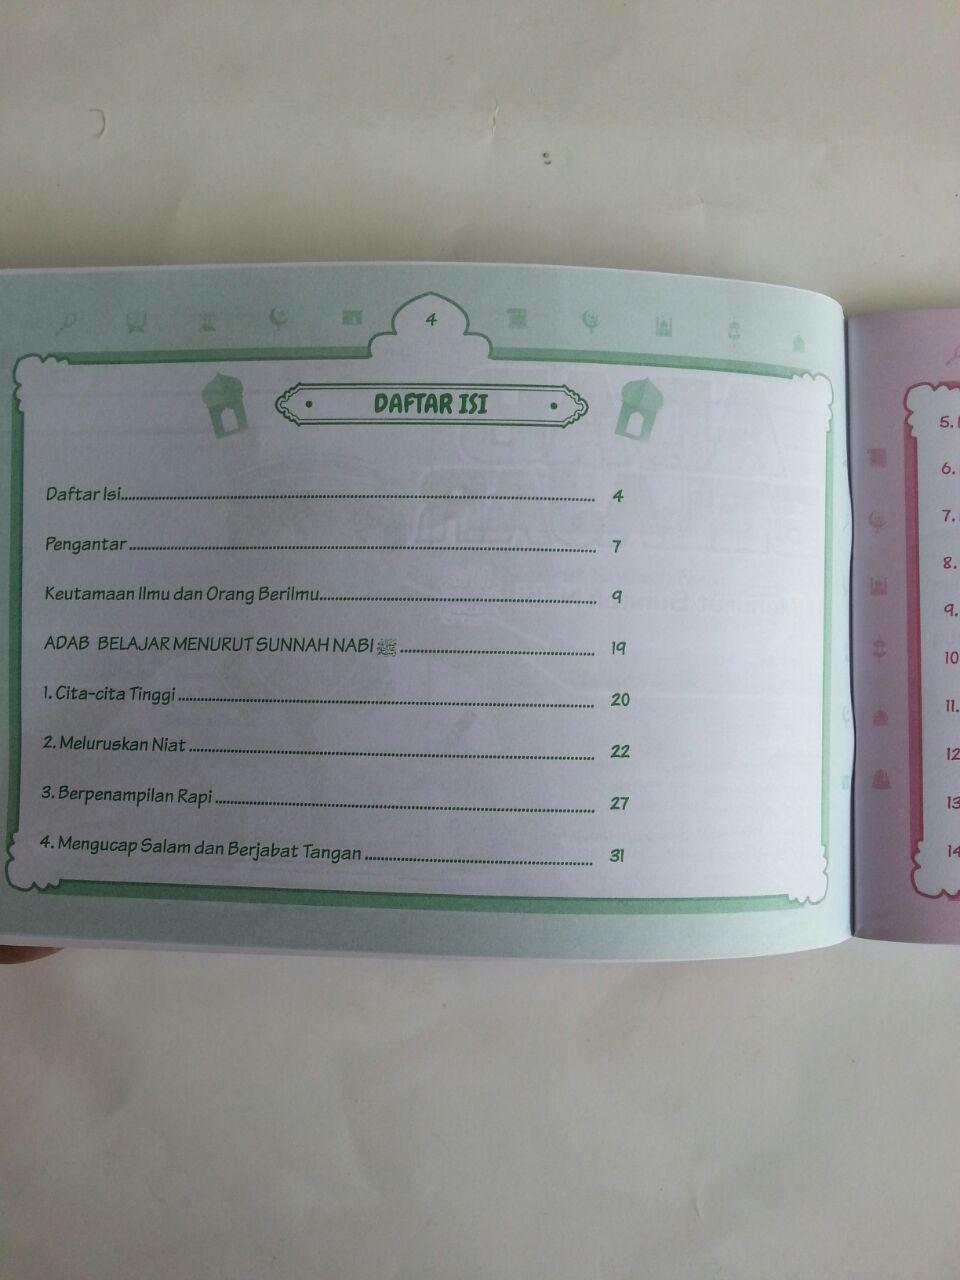 4
DAFTAR ISI
Daftar Isi........ 4
Pengantar........ 7
Keutamaan Ilmu dan Orang Berilmu........ 9
ADAB BELAJAR MENURUT SUNNAH NABI ﷺ ........ 19
1. Cita-cita Tinggi ........ 20
2. Meluruskan Niat ........ 22
3. Berpenampilan Rapi ........ 27
4. Mengucap Salam dan Berjabat Tangan ........ 31
5.
6.
7.
8.
9.
10
11.
12
13
14